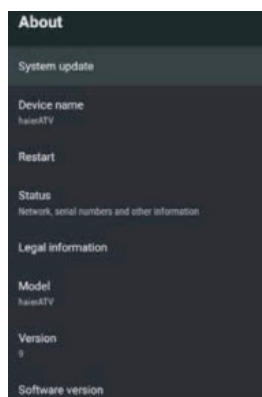 About
System update
Device name
haierATV
Restart
Status
Network, serial numbers and other information
Legal information
Model
haierATV
Version
9
Software version